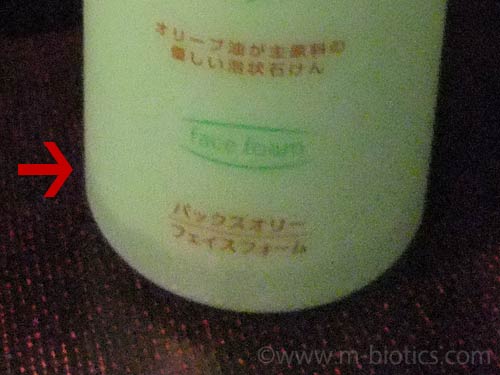 オリーブ油が主原料の
優しい泡状石けん
Face foam
パックスオリー
フェイスフォーム
©www.m-biotics.com